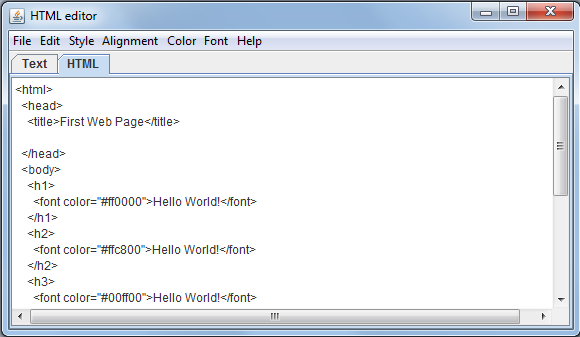 HTML editor
File Edit Style Alignment Color Font Help
Text HTML
<html>
  <head>
    <title>First Web Page</title>

  </head>
  <body>
    <h1>
      <font color="#ff0000">Hello World!</font>
    </h1>
    <h2>
      <font color="#ffc800">Hello World!</font>
    </h2>
    <h3>
      <font color="#00ff00">Hello World!</font>